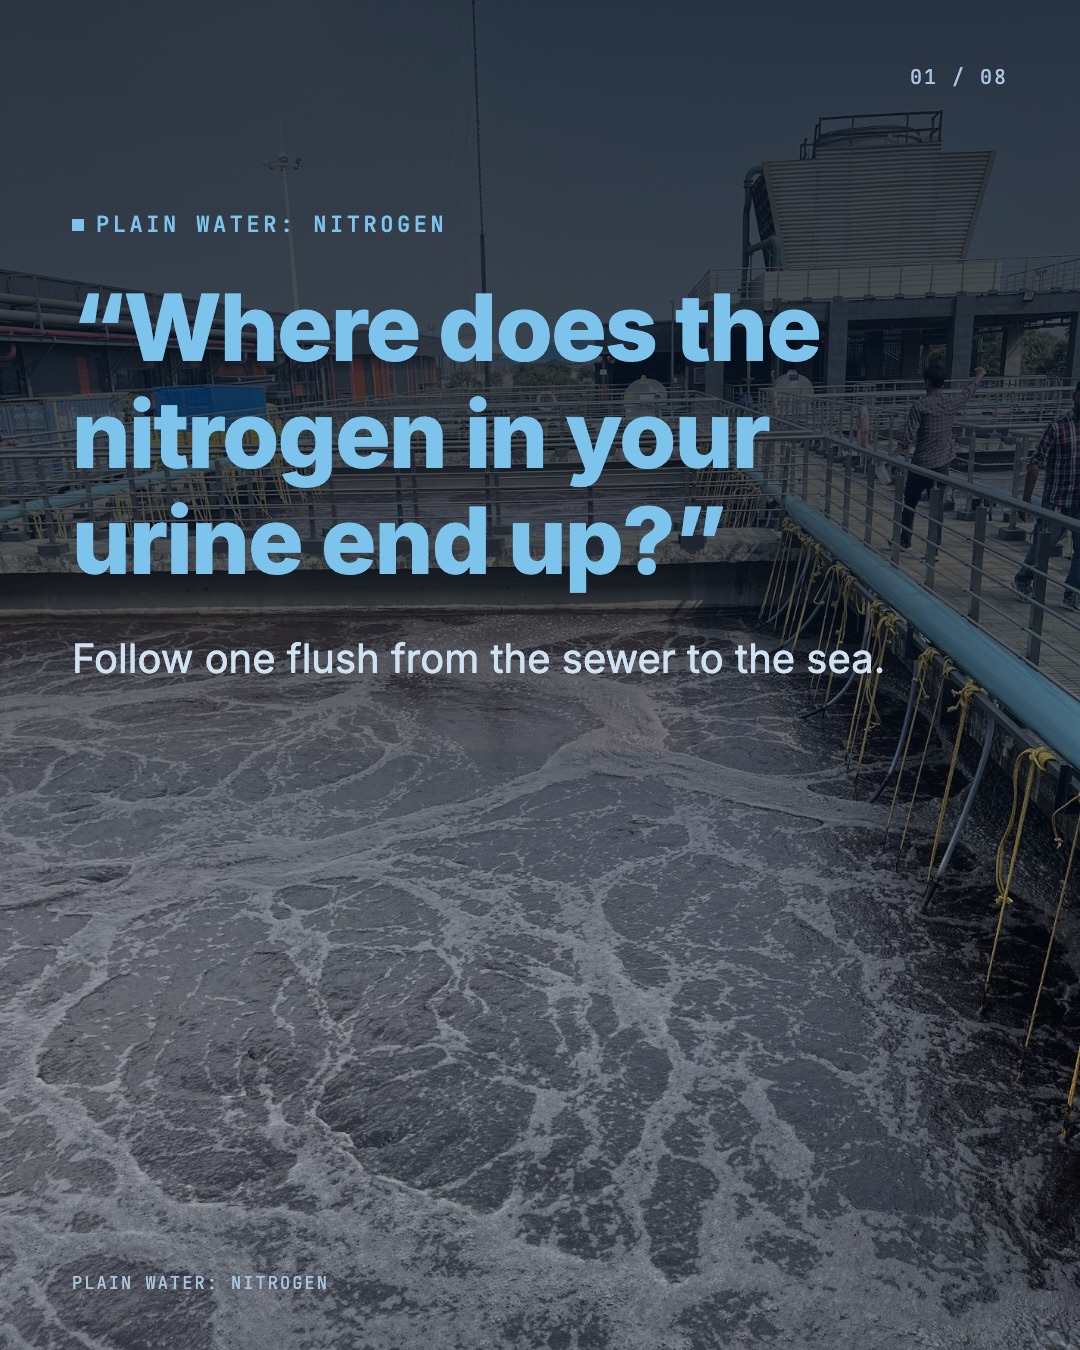 01 / 08
PLAIN WATER: NITROGEN
“Where does the
nitrogen in your
urine end up?”
Follow one flush from the sewer to the sea.
PLAIN WATER: NITROGEN